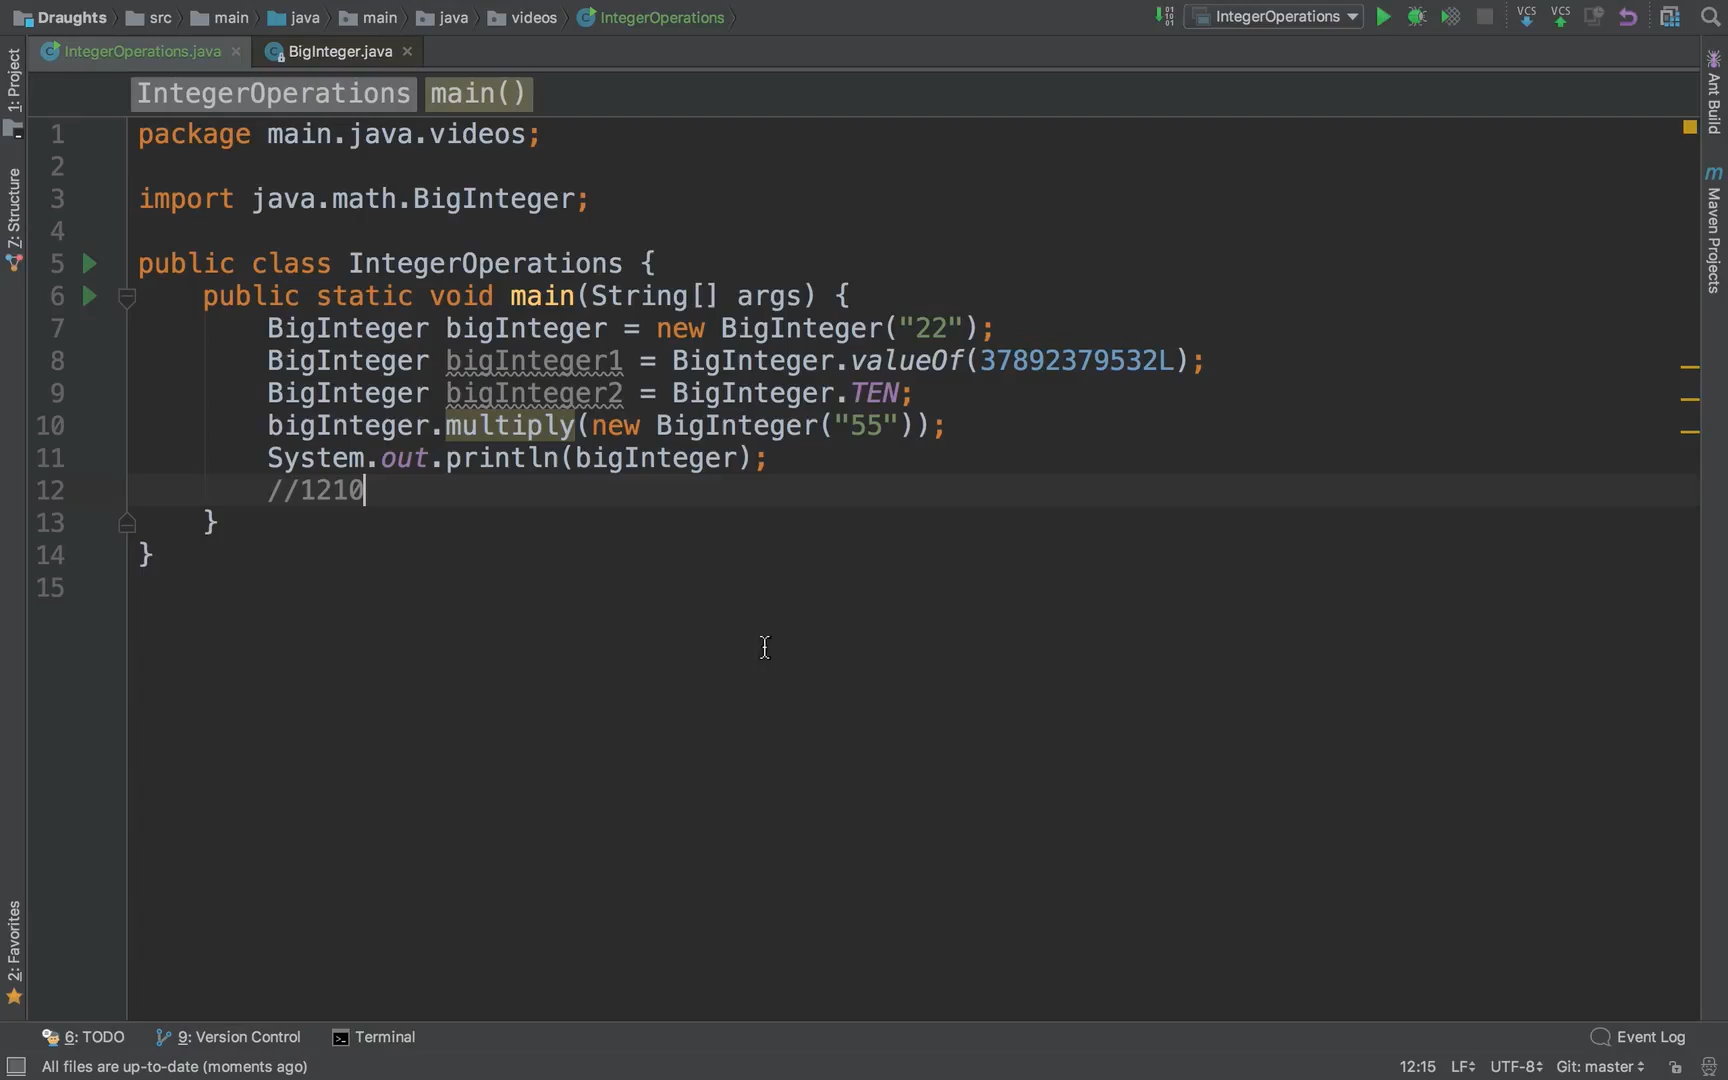 Draughts src main java main java videos IntegerOperations
IntegerOperations
IntegerOperations.java BigInteger.java
IntegerOperations main()
1 package main.java.videos;
2
3 import java.math.BigInteger;
4
5 public class IntegerOperations {
6 public static void main(String[] args) {
7 BigInteger bigInteger = new BigInteger("22");
8 BigInteger bigInteger1 = BigInteger.valueOf(37892379532L);
9 BigInteger bigInteger2 = BigInteger.TEN;
10 bigInteger.multiply(new BigInteger("55"));
11 System.out.println(bigInteger);
12 //1210
13 }
14 }
15
1: Project
7: Structure
2: Favorites
Ant Build
m Maven Projects
VCS VCS
6: TODO 9: Version Control Terminal Event Log
All files are up-to-date (moments ago) 12:15 LF UTF-8 Git: master